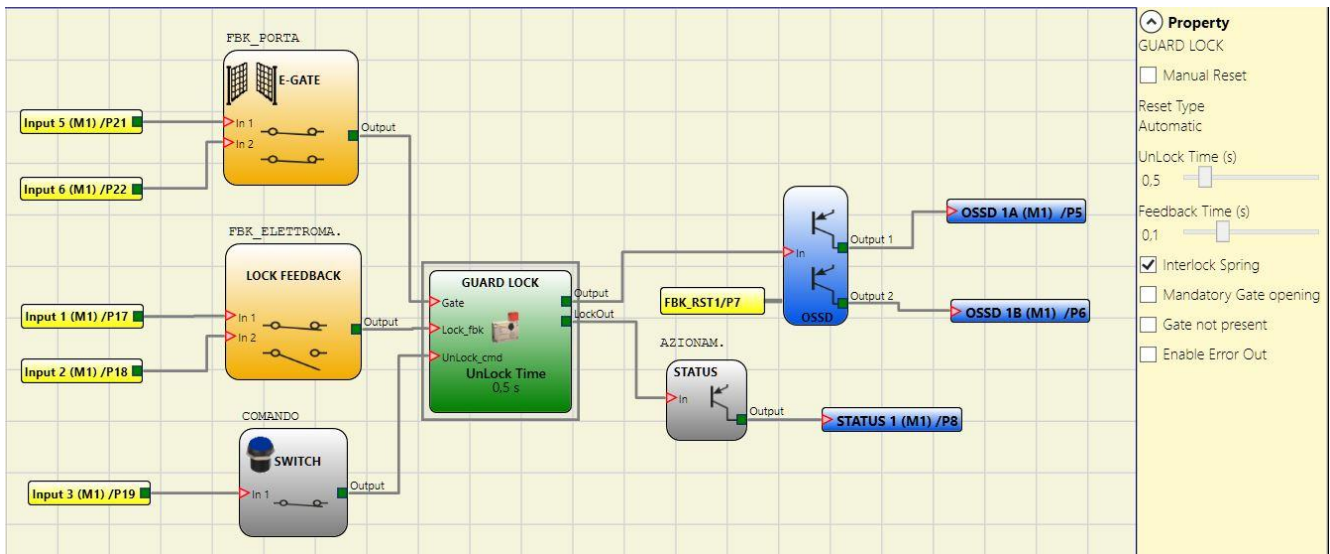 FBK_PORTA
E-GATE
Input 5 (M1) /P21
In 1
Output
Input 6 (M1) /P22
In 2
FBK_ELETTROMA.
LOCK FEEDBACK
Input 1 (M1) /P17
In 1
Output
Input 2 (M1) /P18
In 2
COMANDO
SWITCH
Input 3 (M1) /P19
In 1
Output
GUARD LOCK
Gate
Output
LockOut
Lock_fbk
UnLock_cmd
UnLock Time
0,5 s
FBK_RST1/P7
In
Output 1
Output 2
OSSD
OSSD 1A (M1) /P5
OSSD 1B (M1) /P6
AZIONAM.
STATUS
In
Output
STATUS 1 (M1) /P8
Property
GUARD LOCK
Manual Reset
Reset Type
Automatic
UnLock Time (s)
0,5
Feedback Time (s)
0,1
Interlock Spring
Mandatory Gate opening
Gate not present
Enable Error Out